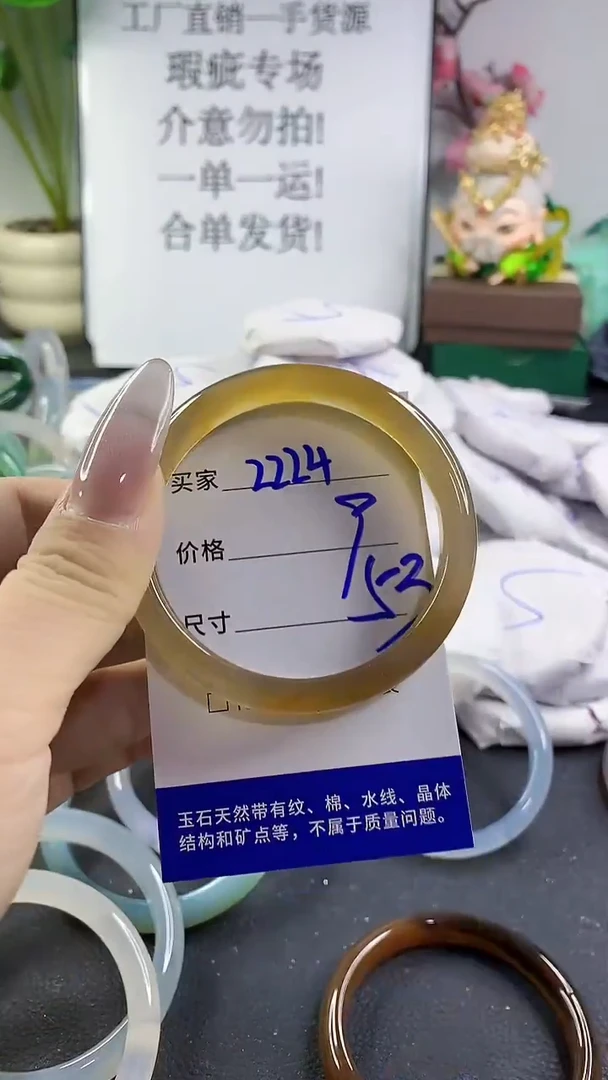 工厂直销一手货源
瑕疵专场
介意勿拍!
一单一运!
合单发货!
买家 2224
价格
尺寸 52
玉石天然带有纹、棉、水线、晶体
结构和矿点等，不属于质量问题。